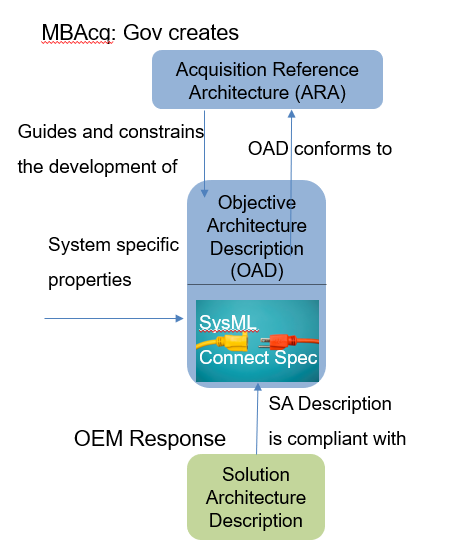 MBAcq: Gov creates
Acquisition Reference
Architecture (ARA)
Guides and constrains
the development of
OAD conforms to
Objective
Architecture
Description
(OAD)
System specific
properties
SysML
Connect Spec
SA Description
is compliant with
OEM Response
Solution
Architecture
Description